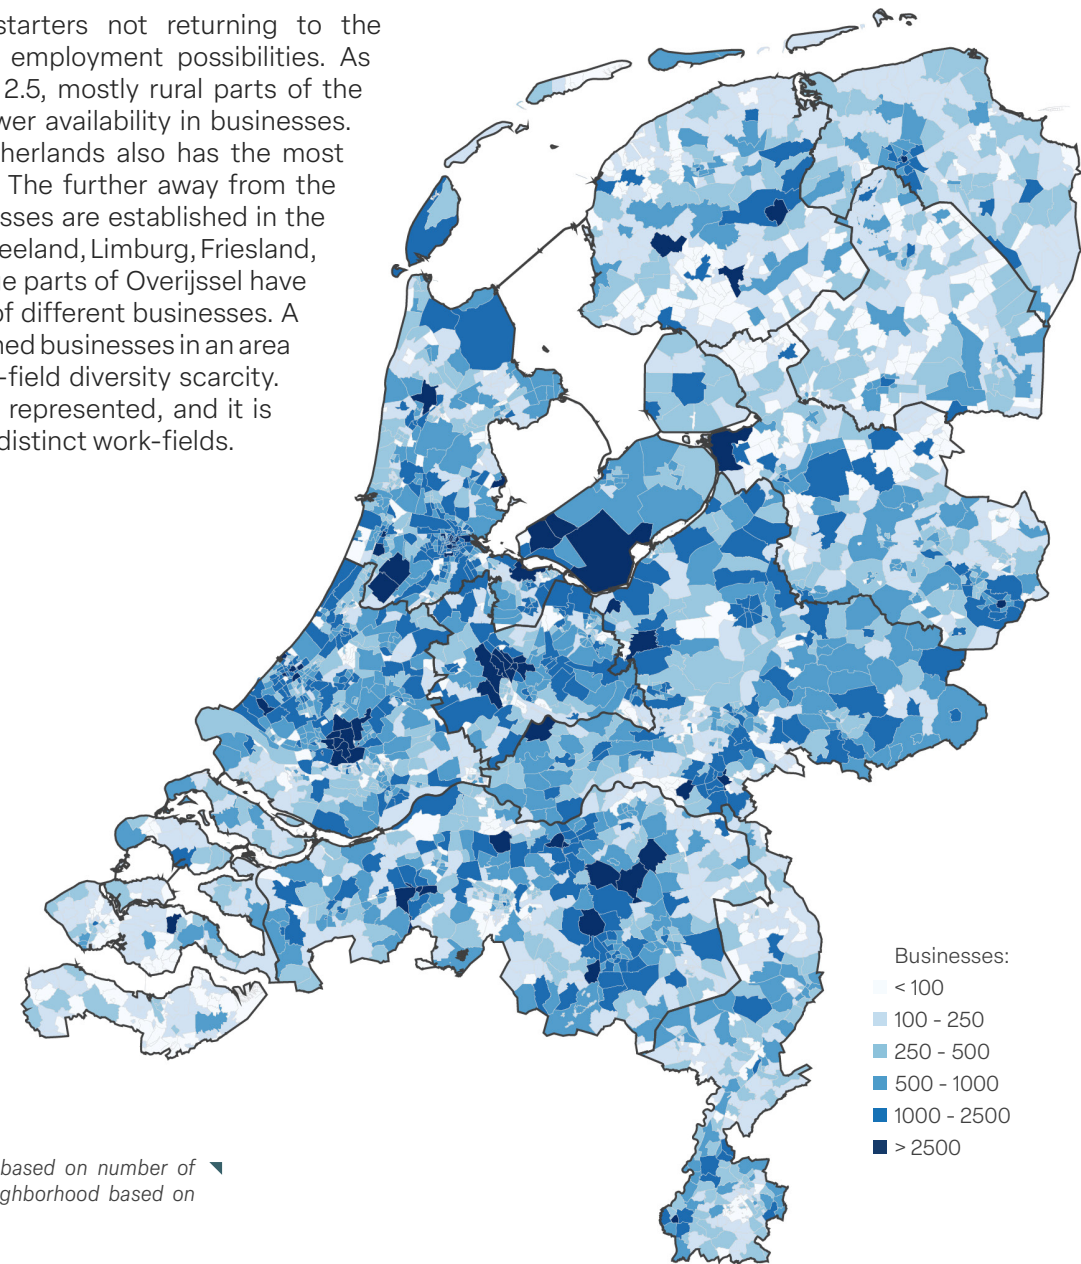 starters not returning to the
employment possibilities. As
2.5, mostly rural parts of the
wer availability in businesses.
herlands also has the most
The further away from the
sses are established in the
eeland, Limburg, Friesland,
e parts of Overijssel have
of different businesses. A
ned businesses in an area
-field diversity scarcity.
represented, and it is
distinct work-fields.
Businesses:
< 100
100 - 250
250 - 500
500 - 1000
1000 - 2500
> 2500
based on number of
ghborhood based on